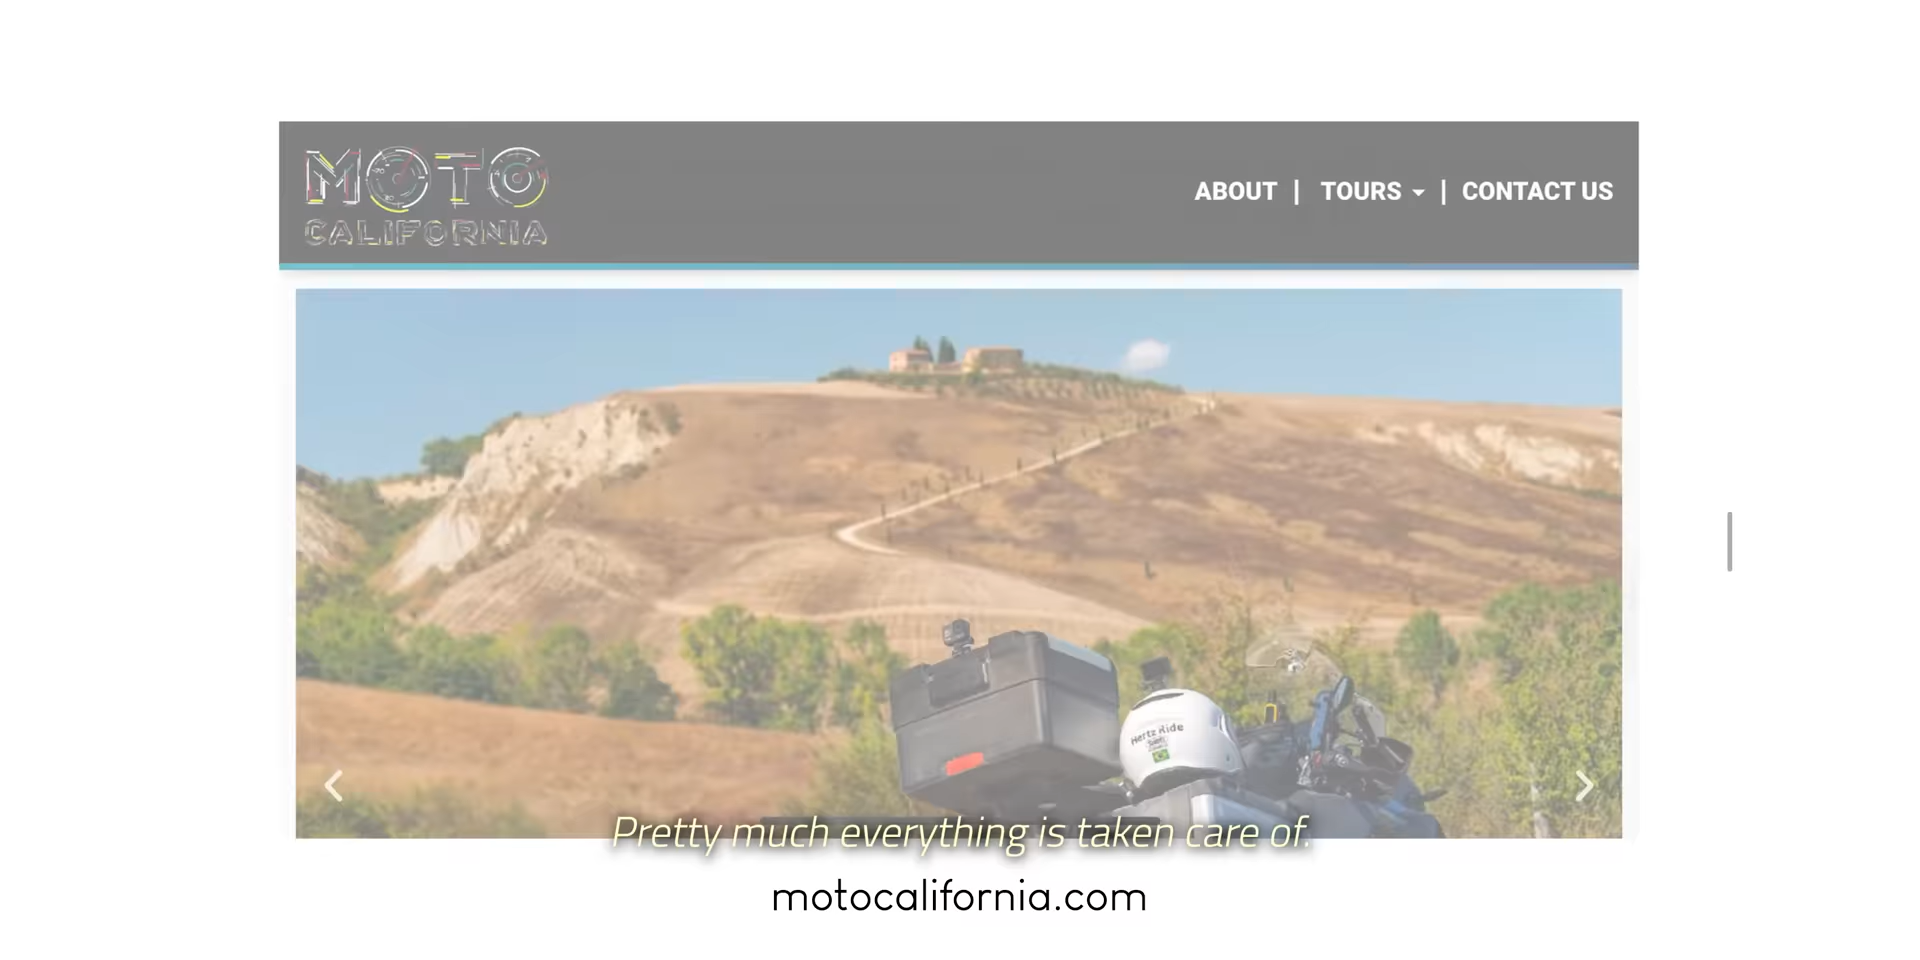 MOTO
CALIFORNIA
ABOUT | TOURS | CONTACT US
Hertz Ride
Pretty much everything is taken care of.
motocalifornia.com